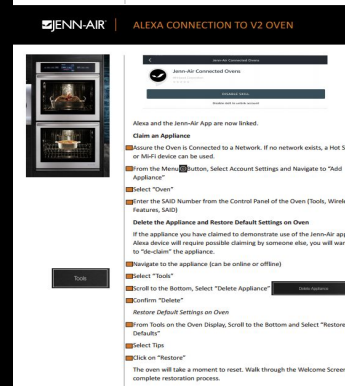 JENN-AIR | ALEXA CONNECTION TO V2 OVEN
Jenn-Air Connected Ovens
Jenn-Air Connected Ovens
DISABLE SKILL
Disable skill to unlink account
Alexa and the Jenn-Air App are now linked.
Claim an Appliance
Assure the Oven is Connected to a Network. If no network exists, a Hot S
or Mi-Fi device can be used.
From the Menu Button, Select Account Settings and Navigate to "Add
Appliance"
Select "Oven"
Enter the SAID Number from the Control Panel of the Oven (Tools, Wirele
Features, SAID)
Delete the Appliance and Restore Default Settings on Oven
If the appliance you have claimed to demonstrate use of the Jenn-Air app
Alexa device will require possible claiming by someone else, you will wan
to "de-claim" the appliance.
Navigate to the appliance (can be online or offline)
Tools
Select "Tools"
Scroll to the Bottom, Select "Delete Appliance"
Delete Appliance
Confirm "Delete"
Restore Default Settings on Oven
From Tools on the Oven Display, Scroll to the Bottom and Select "Restore
Defaults"
Select Tips
Click on "Restore"
The oven will take a moment to reset. Walk through the Welcome Screen
complete restoration process.